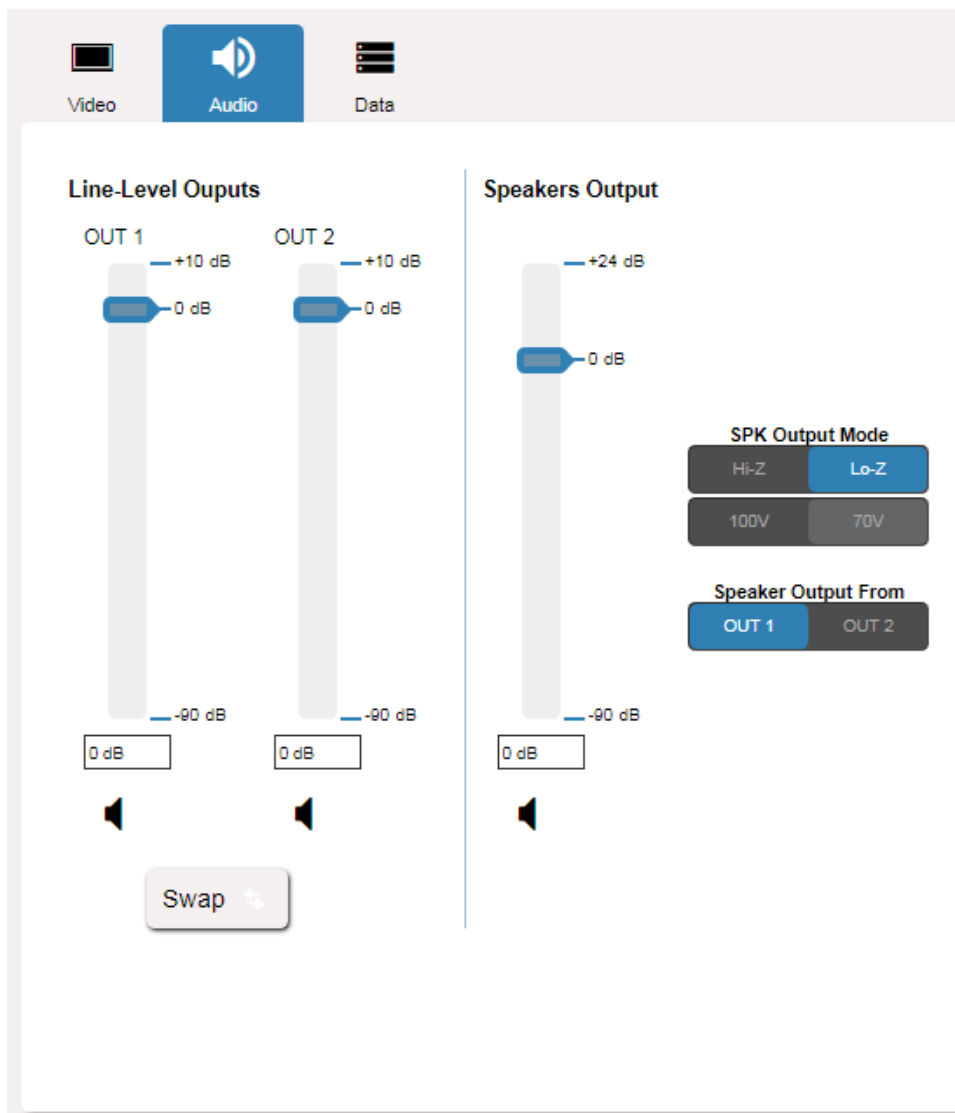 Video Audio Data
Line-Level Ouputs
OUT 1 OUT 2
+10 dB +10 dB
0 dB 0 dB
-90 dB -90 dB
0 dB 0 dB
Swap
Speakers Output
+24 dB
0 dB
-90 dB
0 dB
SPK Output Mode
Hi-Z Lo-Z
100V 70V
Speaker Output From
OUT 1 OUT 2